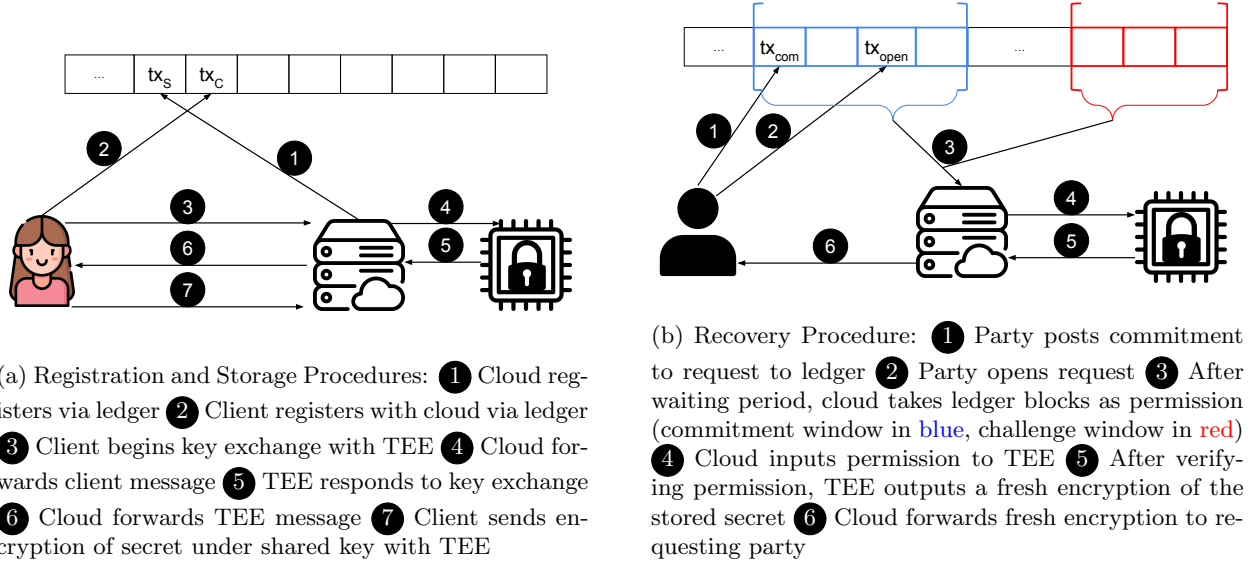 ... tx_S tx_C
2
1
3
4
6
5
7
(a) Registration and Storage Procedures: 1 Cloud reg-
isters via ledger 2 Client registers with cloud via ledger
3 Client begins key exchange with TEE 4 Cloud for-
wards client message 5 TEE responds to key exchange
6 Cloud forwards TEE message 7 Client sends en-
cryption of secret under shared key with TEE
... tx_com tx_open ...
1
2
3
4
5
6
(b) Recovery Procedure: 1 Party posts commitment
to request to ledger 2 Party opens request 3 After
waiting period, cloud takes ledger blocks as permission
(commitment window in blue, challenge window in red)
4 Cloud inputs permission to TEE 5 After verify-
ing permission, TEE outputs a fresh encryption of the
stored secret 6 Cloud forwards fresh encryption to re-
questing party